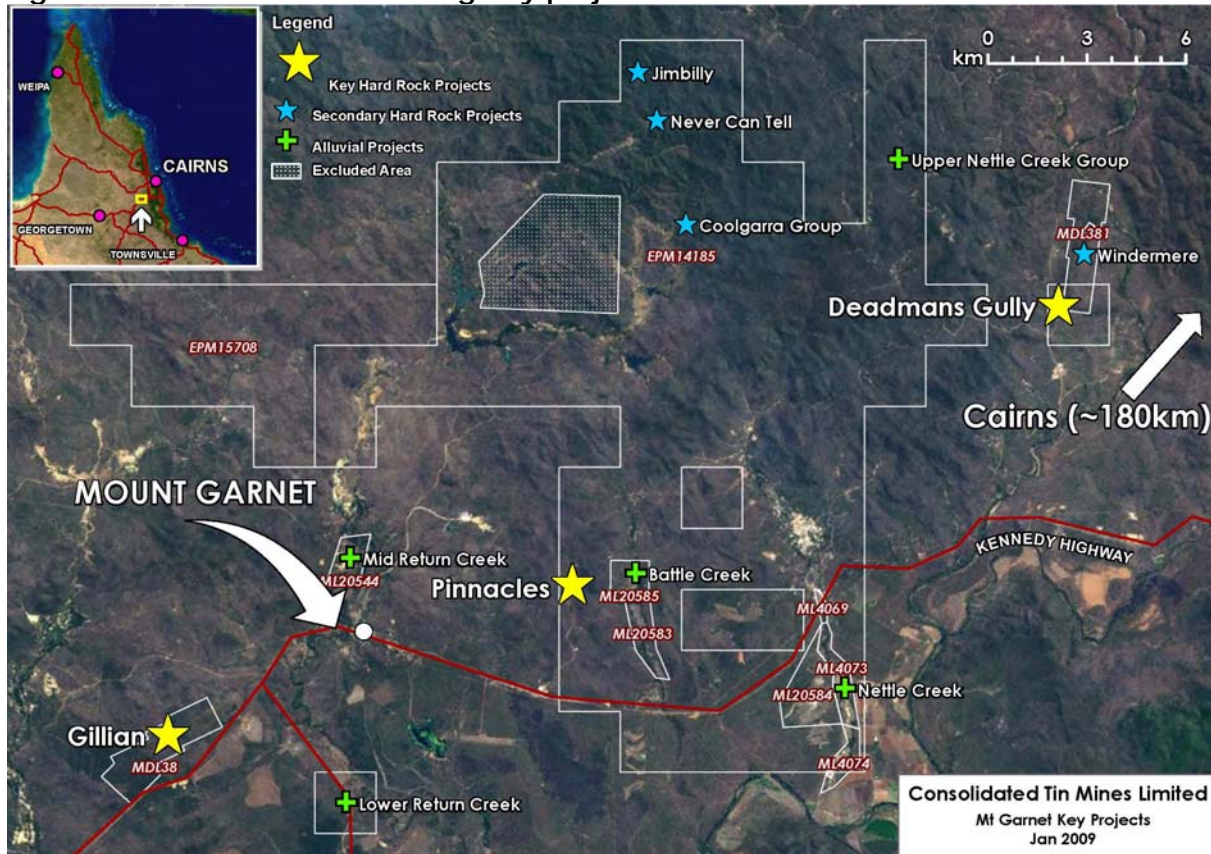 Legend
Key Hard Rock Projects
Secondary Hard Rock Projects
Alluvial Projects
Excluded Area
WEIPA
CAIRNS
GEORGETOWN
TOWNSVILLE
0 3 6
km
Jimbilly
Never Can Tell
Upper Nettle Creek Group
Coolgarra Group
EPM14185
MDL381
Windermere
Deadmans Gully
EPM15708
Cairns (~180km)
MOUNT GARNET
KENNEDY HIGHWAY
Mid Return Creek
ML20544
Pinnacles
Battle Creek
ML20585
ML4069
ML20583
ML4073
ML20584
Nettle Creek
Gillian
MDL38
ML4074
Lower Return Creek
Consolidated Tin Mines Limited
Mt Garnet Key Projects
Jan 2009